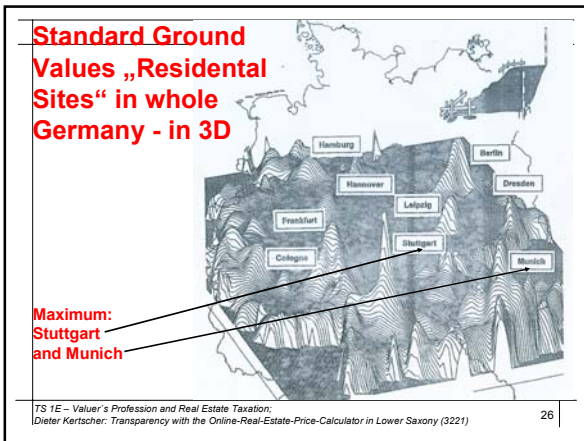 Standard Ground
Values „Residental
Sites“ in whole
Germany - in 3D
Hamburg
Berlin
Hannover
Dresden
Leipzig
Frankfurt
Stuttgart
Cologne
Munich
Maximum:
Stuttgart
and Munich
TS 1E – Valuer´s Profession and Real Estate Taxation;
Dieter Kertscher: Transparency with the Online-Real-Estate-Price-Calculator in Lower Saxony (3221)
26